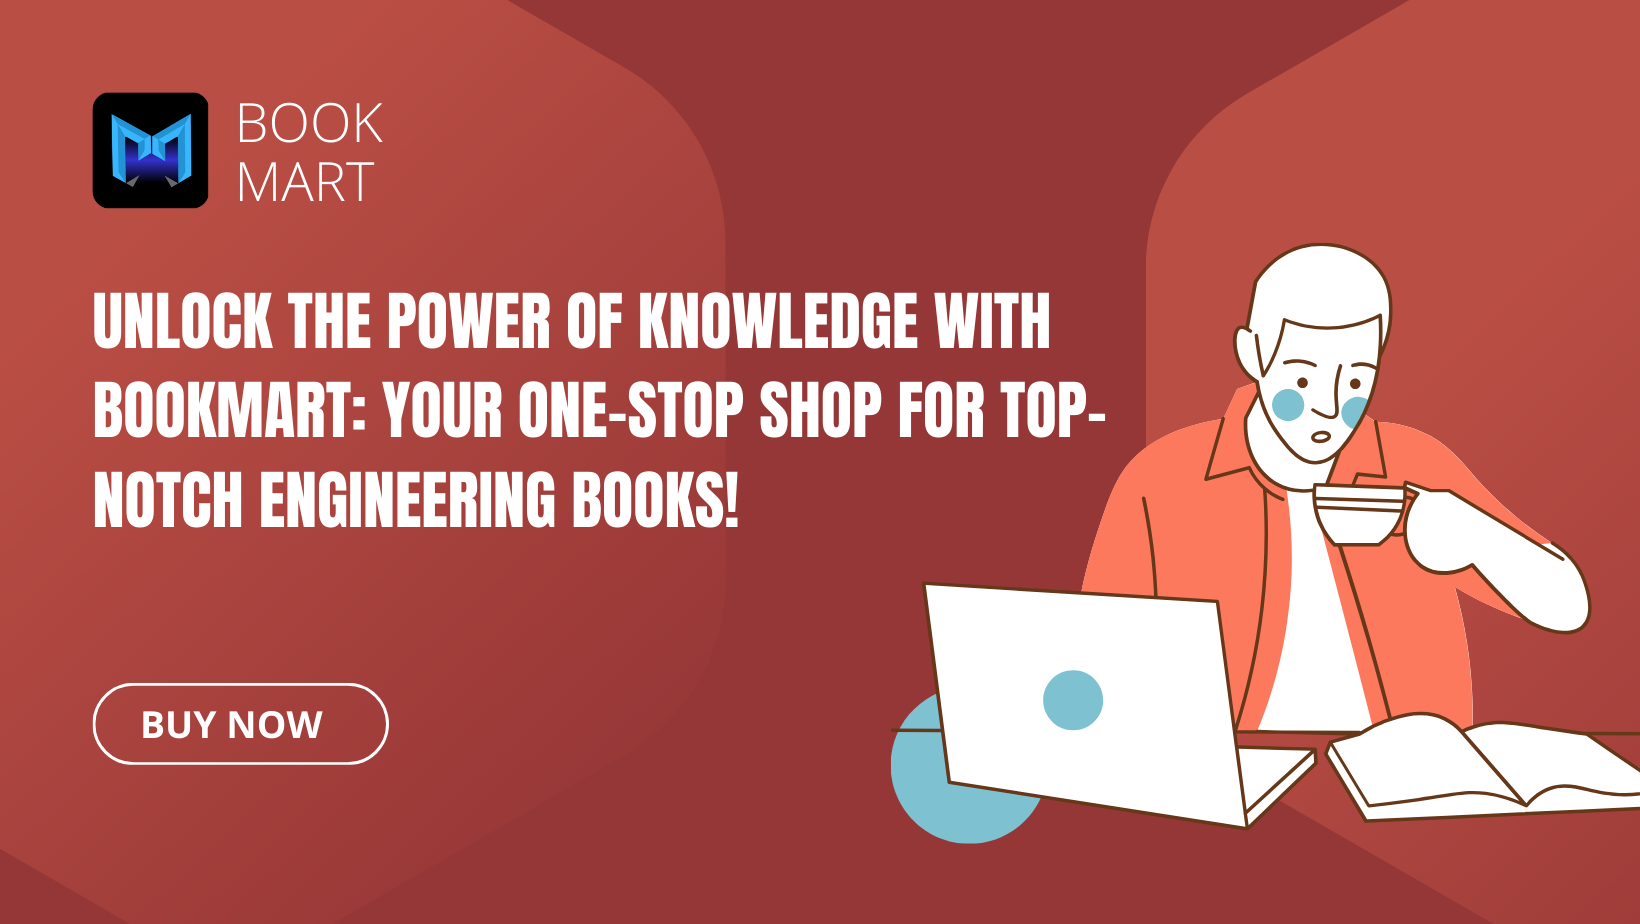 BOOK
MART
UNLOCK THE POWER OF KNOWLEDGE WITH
BOOKMART: YOUR ONE-STOP SHOP FOR TOP-
NOTCH ENGINEERING BOOKS!
BUY NOW